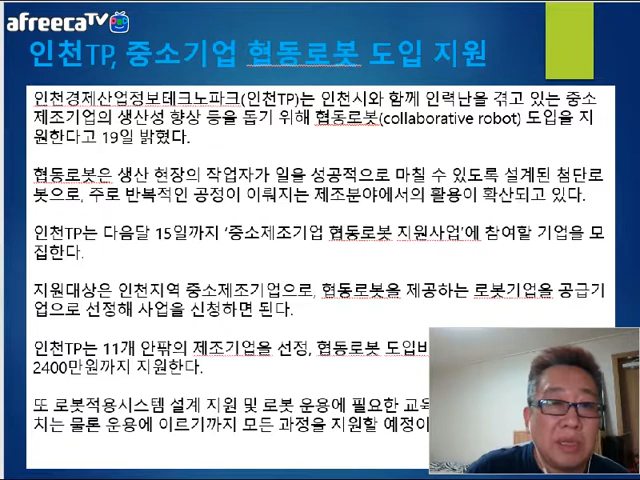 afreecaTV
인천TP, 중소기업 협동로봇 도입 지원
인천경제산업정보테크노파크(인천TP)는 인천시와 함께 인력난을 겪고 있는 중소
제조기업의 생산성 향상 등을 돕기 위해 협동로봇(collaborative robot) 도입을 지
원한다고 19일 밝혔다.
협동로봇은 생산 현장의 작업자가 일을 성공적으로 마칠 수 있도록 설계된 첨단로
봇으로, 주로 반복적인 공정이 이뤄지는 제조분야에서의 활용이 확산되고 있다.
인천TP는 다음달 15일까지 ‘중소제조기업 협동로봇 지원사업’에 참여할 기업을 모
집한다.
지원대상은 인천지역 중소제조기업으로, 협동로봇을 제공하는 로봇기업을 공급기
업으로 선정해 사업을 신청하면 된다.
인천TP는 11개 안팎의 제조기업을 선정, 협동로봇 도입비
2400만원까지 지원한다.
또 로봇적용시스템 설계 지원 및 로봇 운용에 필요한 교육
치는 물론 운용에 이르기까지 모든 과정을 지원할 예정이